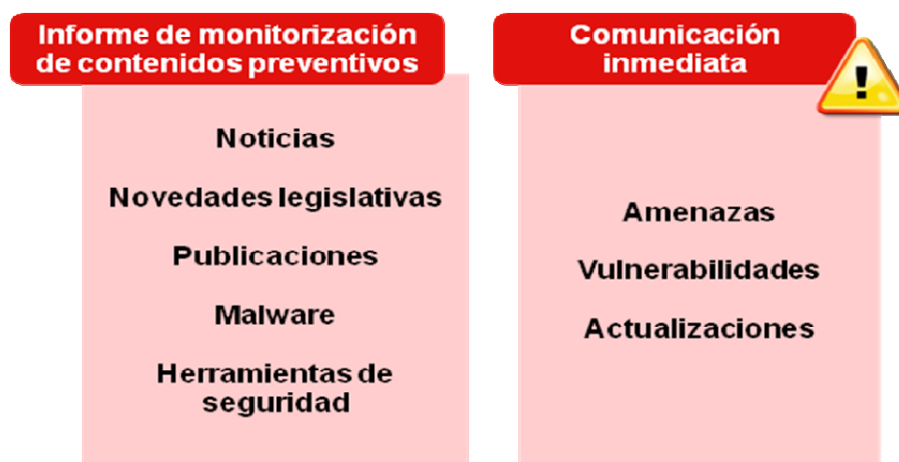 Informe de monitorización
de contenidos preventivos
Noticias
Novedades legislativas
Publicaciones
Malware
Herramientas de
seguridad
Comunicación
inmediata
!
Amenazas
Vulnerabilidades
Actualizaciones